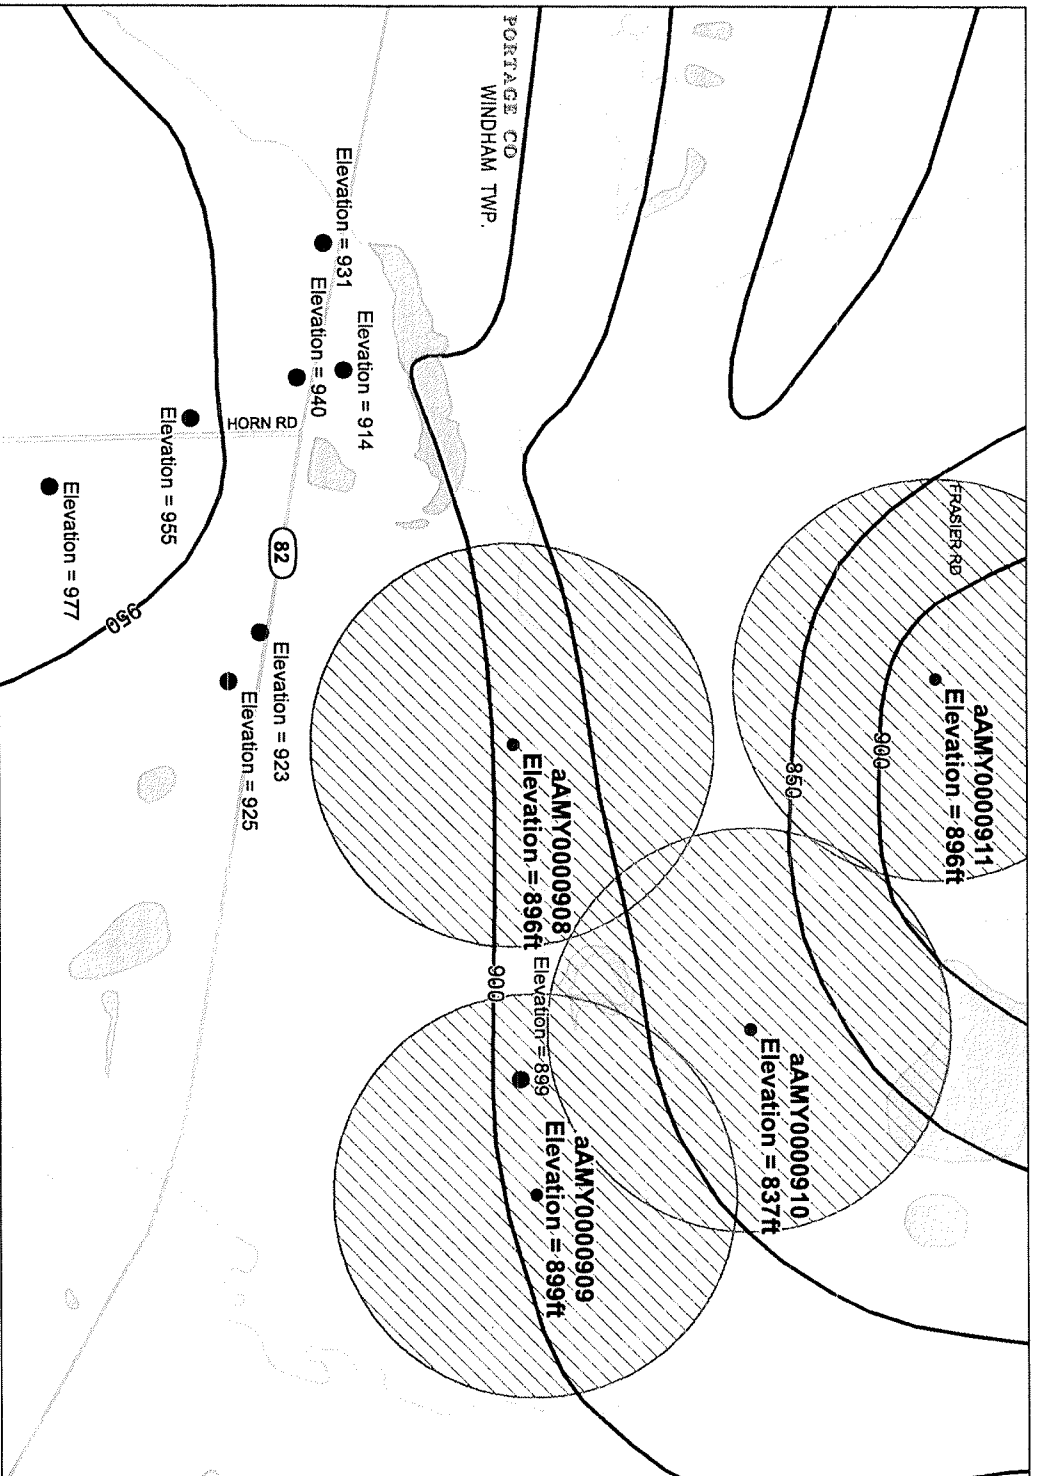 PORTAGE CO
WINDHAM TWP.
FRASIER RD
aAMY0000911
Elevation = 896ft
900
850
aAMY0000910
Elevation = 837ft
aAMY0000908
Elevation = 896ft
Elevation = 899
aAMY0000909
Elevation = 899ft
900
Elevation = 931
Elevation = 914
Elevation = 940
HORN RD
82
Elevation = 923
Elevation = 925
Elevation = 955
Elevation = 977
950